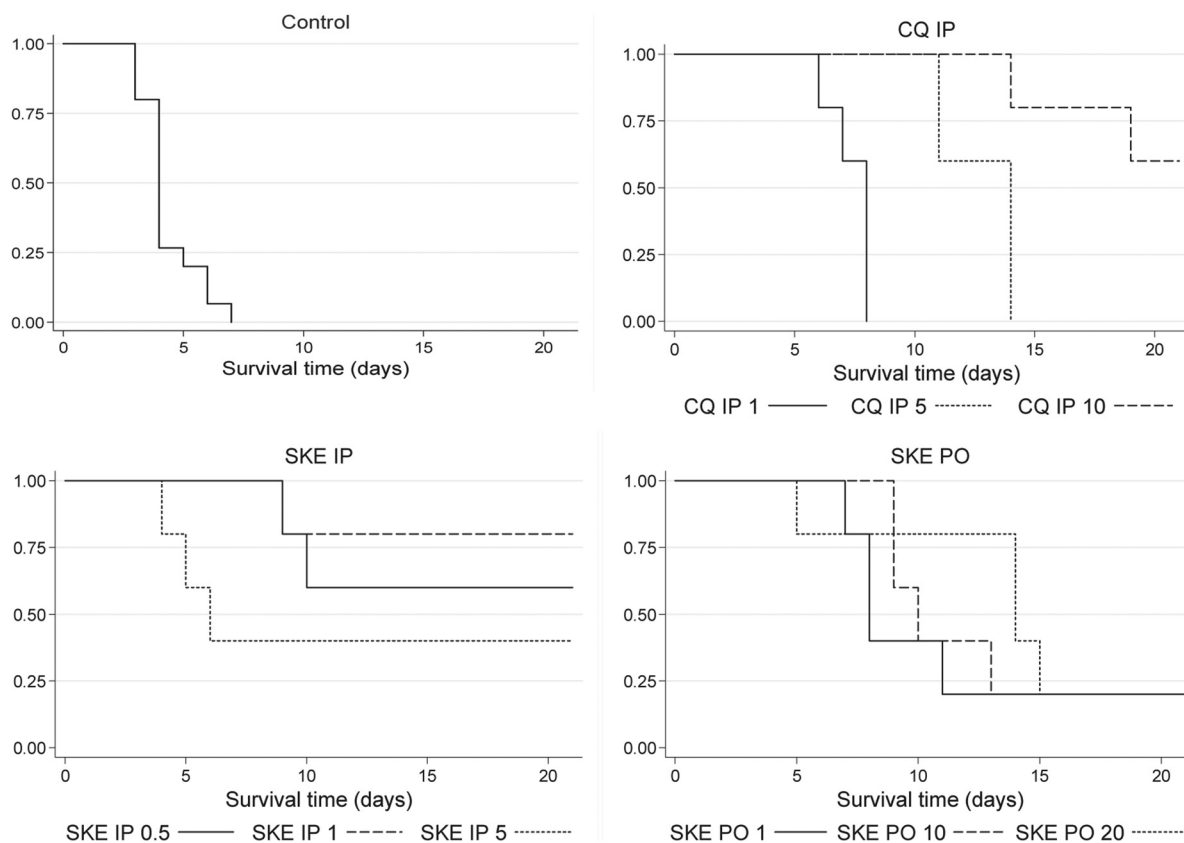 Control
1.00
0.75
0.50
0.25
0.00
0 5 10 15 20
Survival time (days)
CQ IP
1.00
0.75
0.50
0.25
0.00
0 5 10 15 20
Survival time (days)
CQ IP 1 CQ IP 5 CQ IP 10
SKE IP
1.00
0.75
0.50
0.25
0.00
0 5 10 15 20
Survival time (days)
SKE IP 0.5 SKE IP 1 SKE IP 5
SKE PO
1.00
0.75
0.50
0.25
0.00
0 5 10 15 20
Survival time (days)
SKE PO 1 SKE PO 10 SKE PO 20